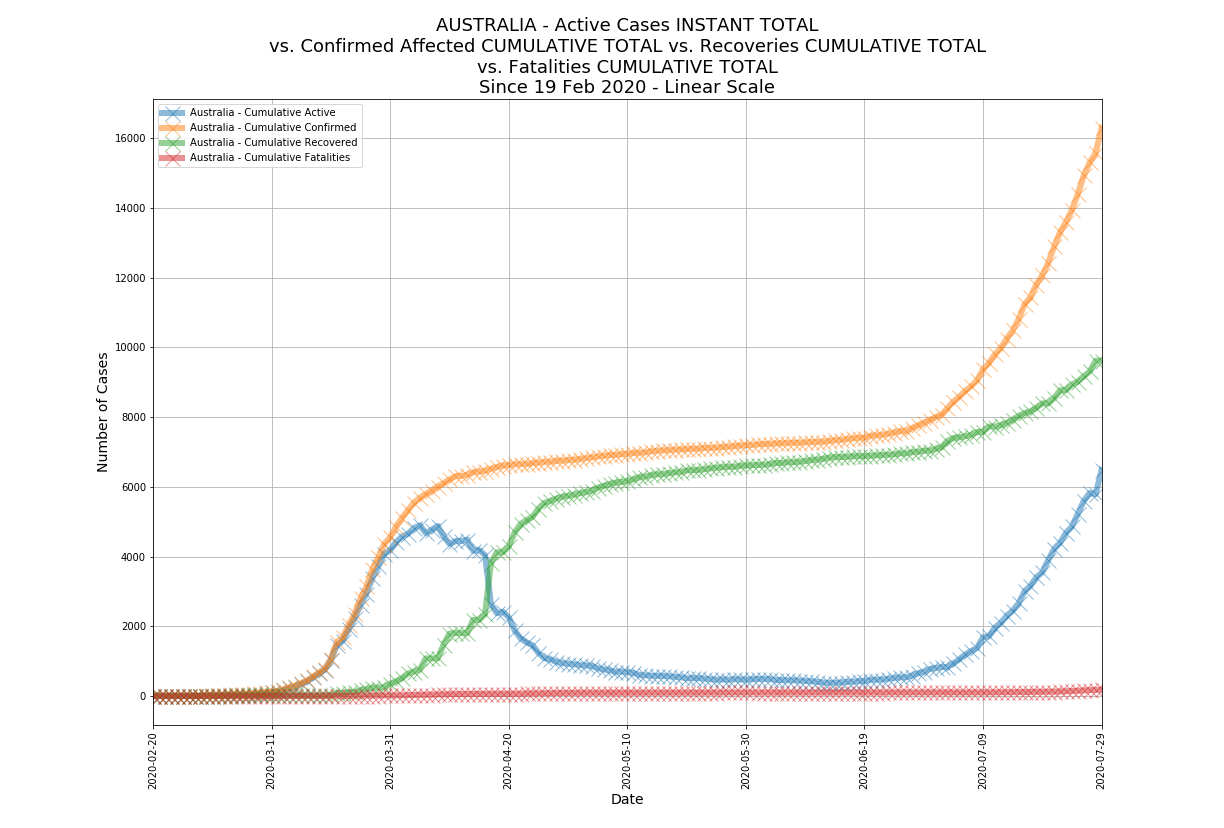 AUSTRALIA - Active Cases INSTANT TOTAL
vs. Confirmed Affected CUMULATIVE TOTAL vs. Recoveries CUMULATIVE TOTAL
vs. Fatalities CUMULATIVE TOTAL
Since 19 Feb 2020 - Linear Scale
Australia - Cumulative Active
Australia - Cumulative Confirmed
Australia - Cumulative Recovered
Australia - Cumulative Fatalities
Number of Cases
16000
14000
12000
10000
8000
6000
4000
2000
0
2020-02-20
2020-03-11
2020-03-31
2020-04-20
2020-05-10
2020-05-30
2020-06-19
2020-07-09
2020-07-29
Date